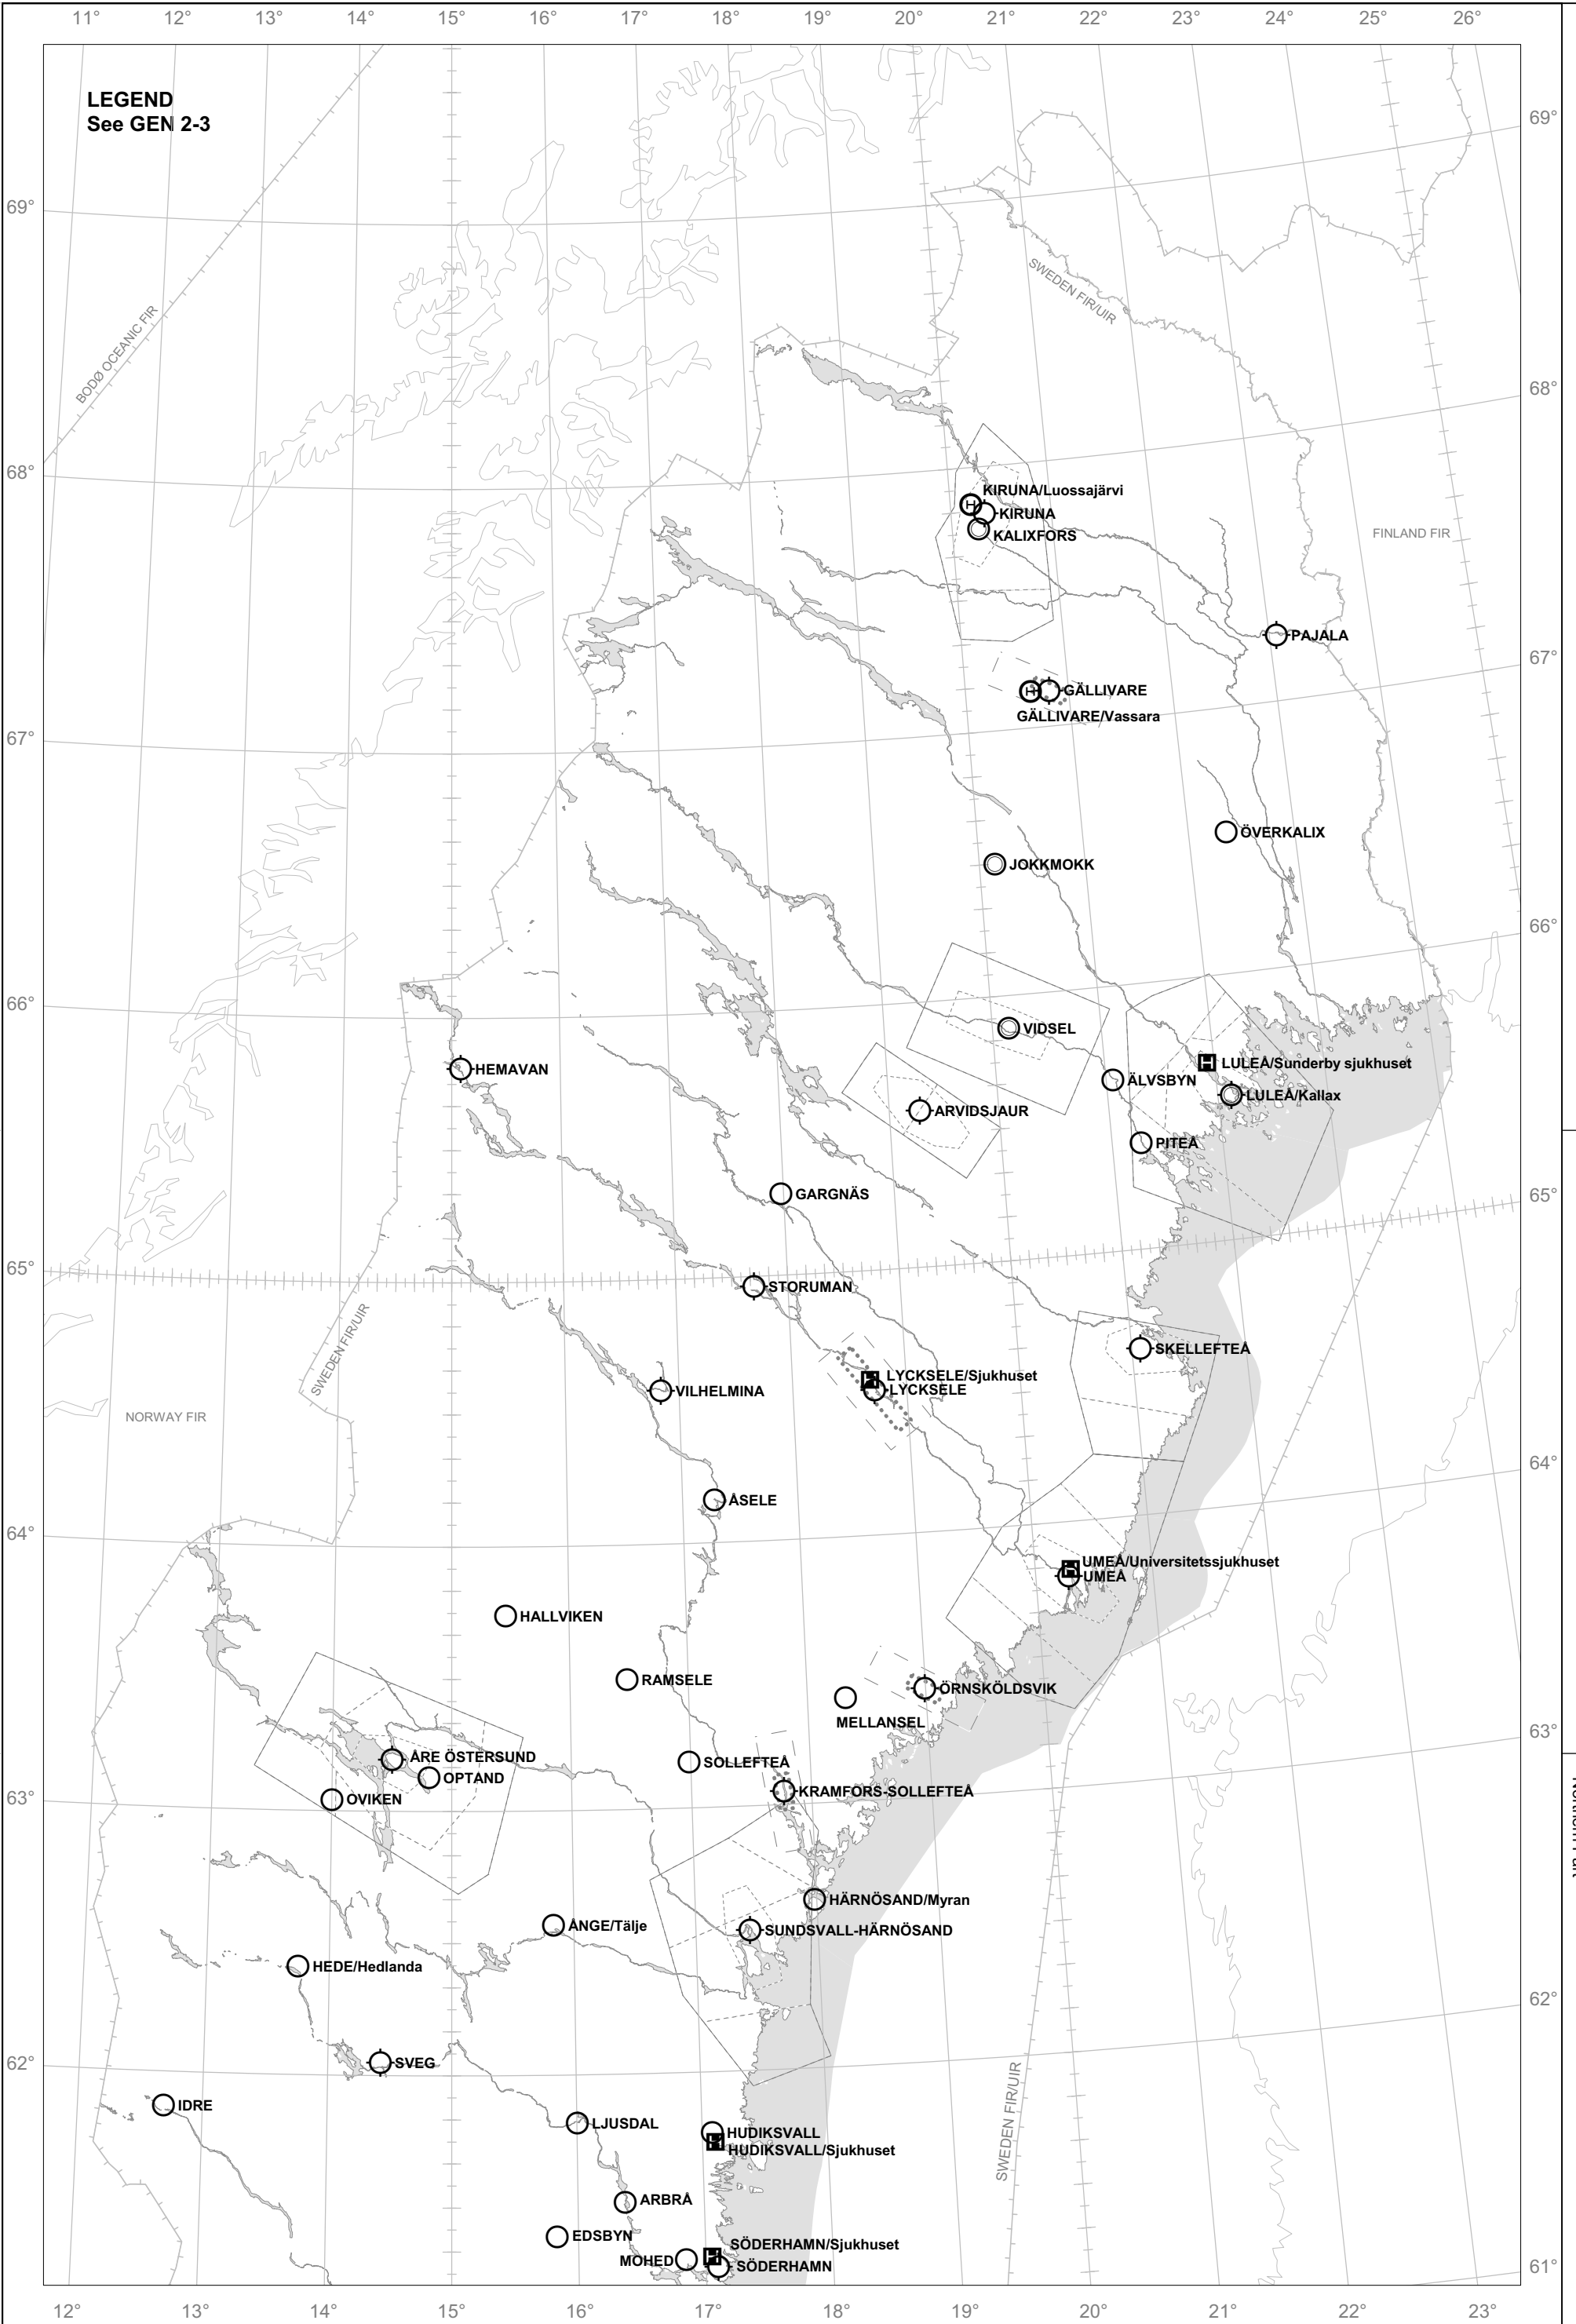 11° 12° 13° 14° 15° 16° 17° 18° 19° 20° 21° 22° 23° 24° 25° 26°
LEGEND
See GEN 2-3
69°
69°
SWEDEN FIR/UIR
BODØ OCEANIC FIR
68°
68°
KIRUNA/Luossajärvi
KIRUNA
KALIXFORS
FINLAND FIR
PAJALA
67°
GÄLLIVARE
GÄLLIVARE/Vassara
67°
ÖVERKALIX
JOKKMOKK
66°
66°
VIDSEL
HEMAVAN
LULEÅ/Sunderby sjukhuset
ÄLVSBYN
LULEÅ/Kallax
ARVIDSJAUR
PITEÅ
GARGNÄS
65°
65°
STORUMAN
SWEDEN FIR/UIR
SKELLEFTEÅ
LYCKSELE/Sjukhuset
LYCKSELE
VILHELMINA
NORWAY FIR
64°
ÅSELE
64°
UMEÅ/Universitetssjukhuset
UMEÅ
HALLVIKEN
RAMSELE
ÖRNSKÖLDSVIK
MELLANSEL
63°
ÅRE ÖSTERSUND
SOLLEFTEÅ
OPTAND
KRAMFORS-SOLLEFTEÅ
63°
ÖVIKEN
HÄRNÖSAND/Myran
ÅNGE/Tälje
SUNDSVALL-HÄRNÖSAND
HEDE/Hedlanda
62°
62°
SVEG
SWEDEN FIR/UIR
IDRE
LJUSDAL
HUDIKSVALL
HUDIKSVALL/Sjukhuset
ARBRÅ
EDSBYN
SÖDERHAMN/Sjukhuset
MOHED
SÖDERHAMN
61°
12° 13° 14° 15° 16° 17° 18° 19° 20° 21° 22° 23°